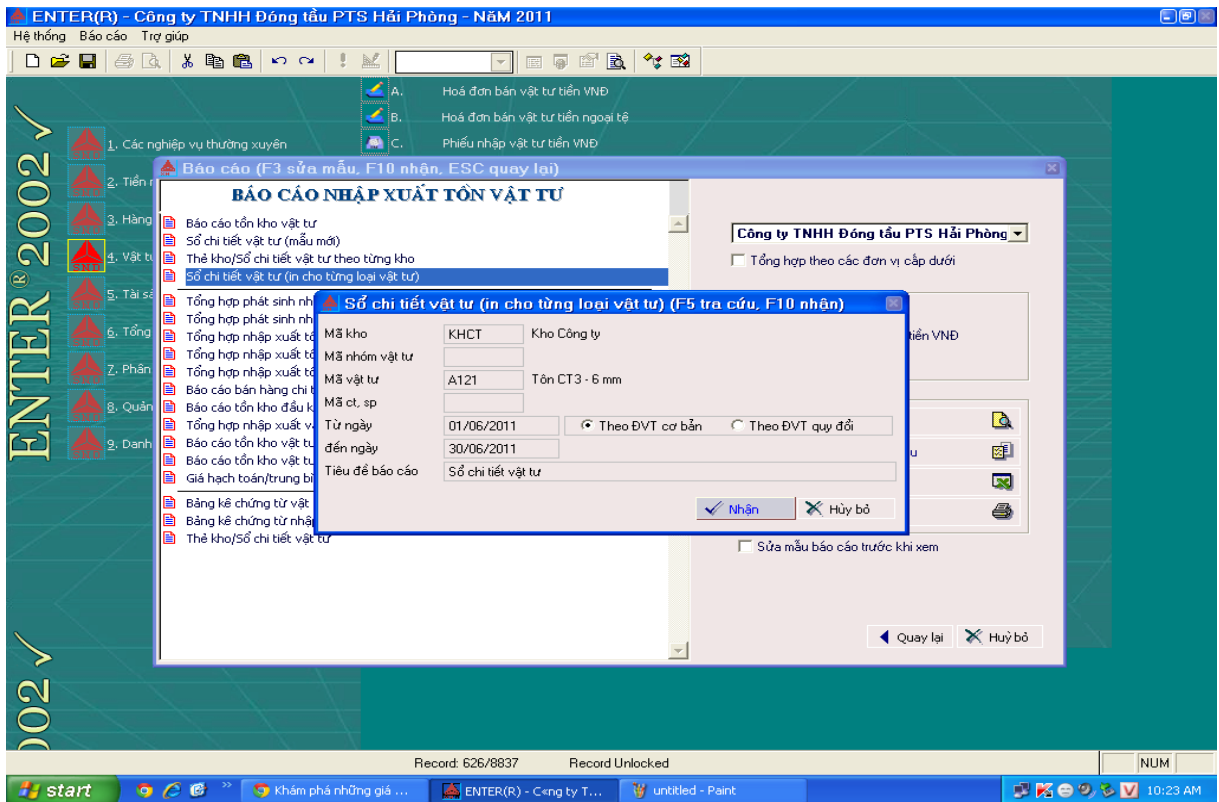 ENTER(R) - Công ty TNHH Đóng tầu PTS Hải Phòng - NăM 2011
Hệ thống Báo cáo Trợ giúp
A. Hoá đơn bán vật tư tiền VNĐ
B. Hoá đơn bán vật tư tiền ngoại tệ
C. Phiếu nhập vật tư tiền VNĐ
ENTER®2002
1. Các nghiệp vụ thường xuyên
2. Tiền
3. Hàng
4. Vật tư
5. Tài sả
6. Tổng
7. Phân
8. Quản
9. Danh
002
Báo cáo (F3 sửa mẫu, F10 nhận, ESC quay lại)
BÁO CÁO NHẬP XUẤT TỒN VẬT TƯ
Báo cáo tồn kho vật tư
Sổ chi tiết vật tư (mẫu mới)
Thẻ kho/Sổ chi tiết vật tư theo từng kho
Sổ chi tiết vật tư (in cho từng loại vật tư)
Tổng hợp phát sinh nh
Tổng hợp phát sinh nh
Tổng hợp nhập xuất tồ
Tổng hợp nhập xuất tồ
Tổng hợp nhập xuất tồ
Báo cáo bán hàng chi t
Báo cáo tồn kho đầu k
Tổng hợp nhập xuất v
Báo cáo tồn kho vật tư
Báo cáo tồn kho vật tư
Giá hạch toán/trung bì
Bảng kê chứng từ vật
Bảng kê chứng từ nhập
Thẻ kho/Sổ chi tiết vật tư
Công ty TNHH Đóng tầu PTS Hải Phòng
Tổng hợp theo các đơn vị cấp dưới
tiền VNĐ
u
Sửa mẫu báo cáo trước khi xem
Quay lại Huỷ bỏ
Sổ chi tiết vật tư (in cho từng loại vật tư) (F5 tra cứu, F10 nhận)
Mã kho KHCT Kho Công ty
Mã nhóm vật tư
Mã vật tư A121 Tôn CT3 - 6 mm
Mã ct, sp
Từ ngày 01/06/2011 Theo ĐVT cơ bản Theo ĐVT quy đổi
đến ngày 30/06/2011
Tiêu đề báo cáo Sổ chi tiết vật tư
Nhận Hủy bỏ
Record: 626/8837 Record Unlocked NUM
start Khám phá những giá ... ENTER(R) - C«ng ty T... untitled - Paint V 10:23 AM